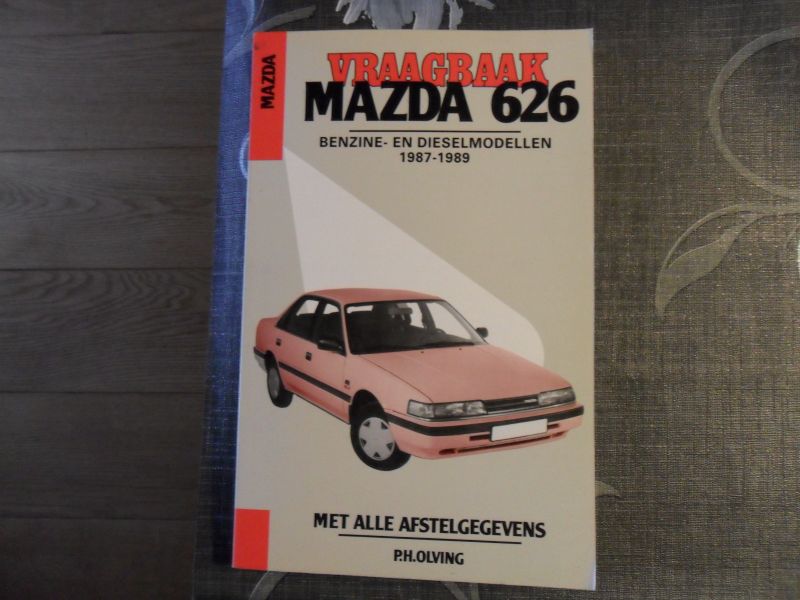 MAZDA
VRAAGBAAK
MAZDA 626
BENZINE- EN DIESELMODELLEN
1987-1989
MET ALLE AFSTELGEGEVENS
P.H.OLVING